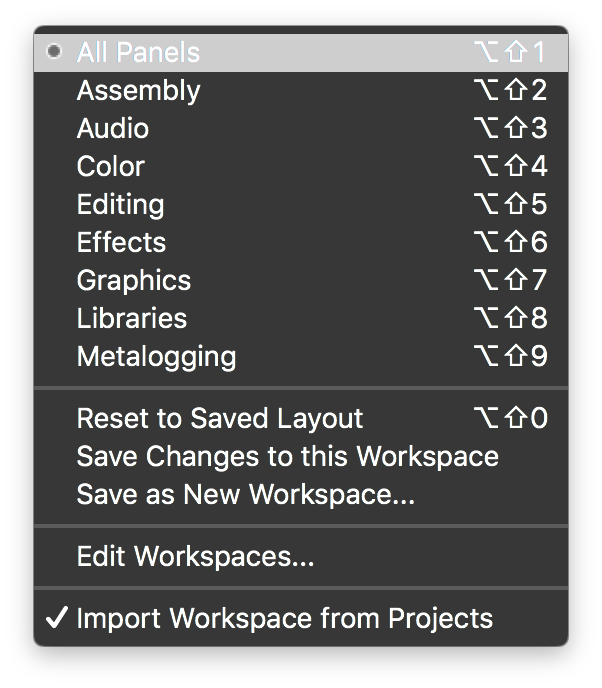 All Panels ⌥⇧1
Assembly ⌥⇧2
Audio ⌥⇧3
Color ⌥⇧4
Editing ⌥⇧5
Effects ⌥⇧6
Graphics ⌥⇧7
Libraries ⌥⇧8
Metalogging ⌥⇧9
Reset to Saved Layout ⌥⇧0
Save Changes to this Workspace
Save as New Workspace...
Edit Workspaces...
✓ Import Workspace from Projects